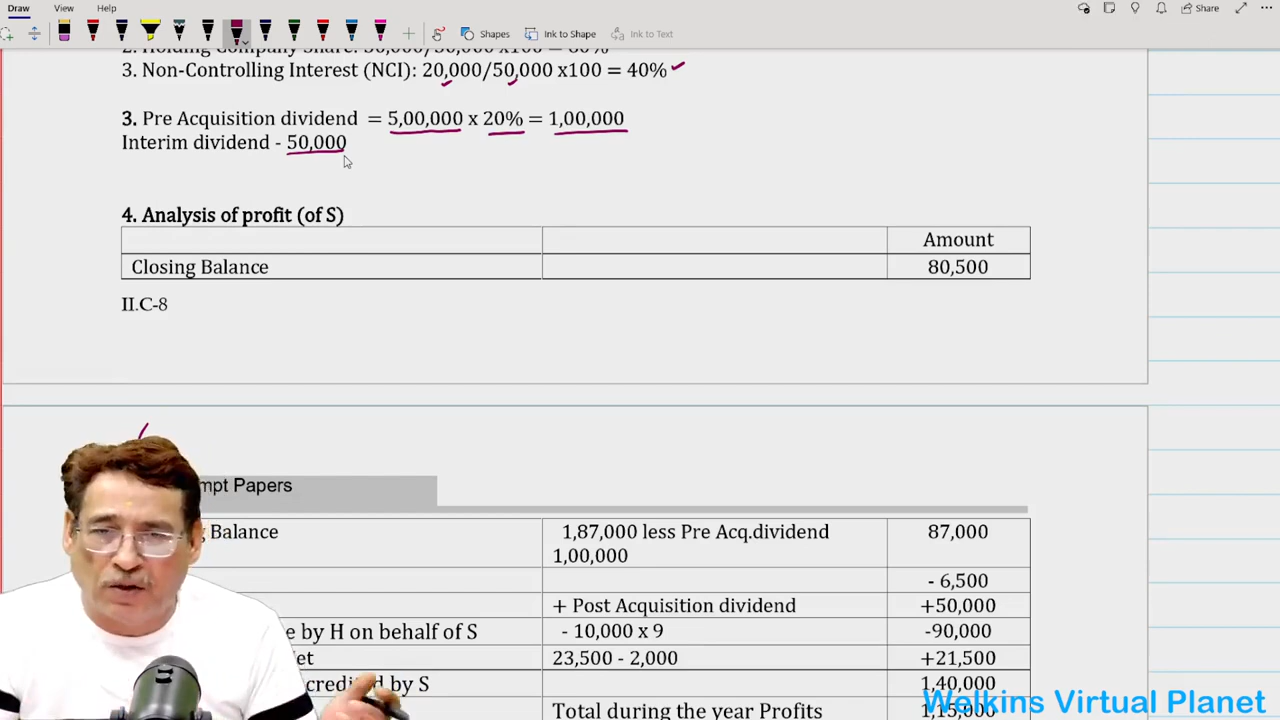 Draw View Help Share
Shapes Ink to Shape Ink to Text
3. Non-Controlling Interest (NCI): 20,000/50,000 x100 = 40%
3. Pre Acquisition dividend = 5,00,000 x 20% = 1,00,000
Interim dividend - 50,000
4. Analysis of profit (of S)
Amount
Closing Balance 80,500
II.C-8
mpt Papers
Balance 1,87,000 less Pre Acq.dividend 87,000
1,00,000
- 6,500
+ Post Acquisition dividend +50,000
e by H on behalf of S - 10,000 x 9 -90,000
et 23,500 - 2,000 +21,500
by S 1,40,000
Total during the year Profits 1,15,000
Welkins Virtual Planet